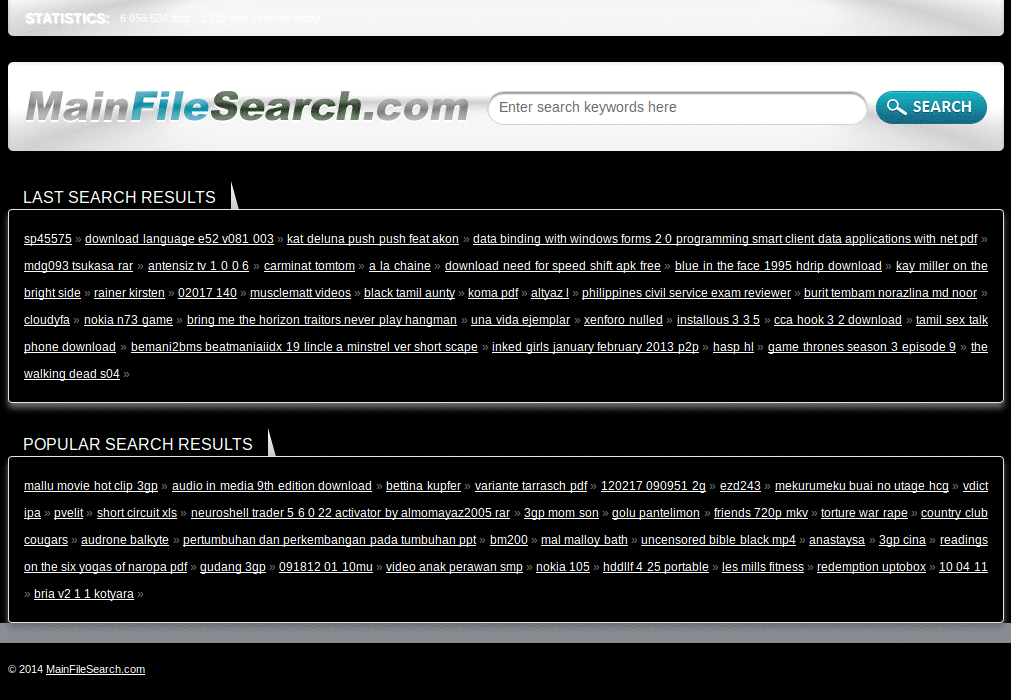 STATISTICS: 6 856 534 files
MainFileSearch.com Enter search keywords here SEARCH
LAST SEARCH RESULTS
sp45575 » download language e52 v081 003 » kat deluna push push feat akon » data binding with windows forms 2 0 programming smart client data applications with net pdf »
mdg093 tsukasa rar » antensiz tv 1 0 0 6 » carminat tomtom » a la chaine » download need for speed shift apk free » blue in the face 1995 hdrip download » kay miller on the
bright side » rainer kirsten » 02017 140 » musclematt videos » black tamil aunty » koma pdf » altyaz l » philippines civil service exam reviewer » burit tembam norazlina md noor »
cloudyfa » nokia n73 game » bring me the horizon traitors never play hangman » una vida ejemplar » xenforo nulled » installous 3 3 5 » cca hook 3 2 download » tamil sex talk
phone download » bemani2bms beatmaniaiidx 19 lincle a minstrel ver short scape » inked girls january february 2013 p2p » hasp hl » game thrones season 3 episode 9 » the
walking dead s04 »
POPULAR SEARCH RESULTS
mallu movie hot clip 3gp » audio in media 9th edition download » bettina kupfer » variante tarrasch pdf » 120217 090951 2g » ezd243 » mekurumeku buai no utage hcg » vdict
ipa » pvelit » short circuit xls » neuroshell trader 5 6 0 22 activator by almomayaz2005 rar » 3gp mom son » golu pantelimon » friends 720p mkv » torture war rape » country club
cougars » audrone balkyte » pertumbuhan dan perkembangan pada tumbuhan ppt » bm200 » mal malloy bath » uncensored bible black mp4 » anastaysa » 3gp cina » readings
on the six yogas of naropa pdf » gudang 3gp » 091812 01 10mu » video anak perawan smp » nokia 105 » hddllf 4 25 portable » les mills fitness » redemption uptobox » 10 04 11
» bria v2 1 1 kotyara »
© 2014 MainFileSearch.com